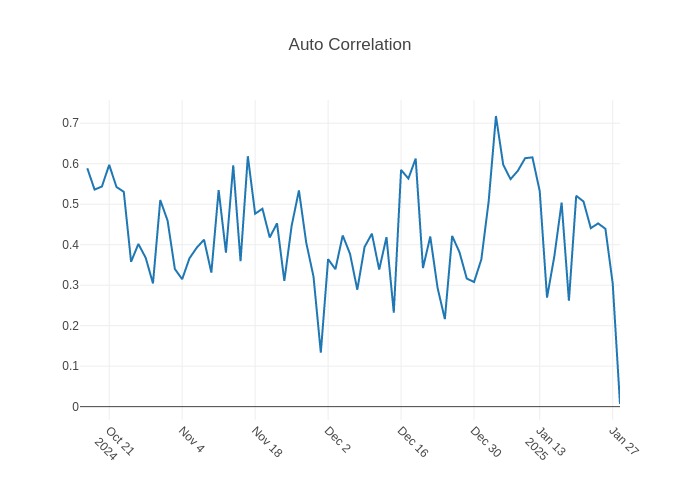 Auto Correlation
0.7
0.6
0.5
0.4
0.3
0.2
0.1
0
Oct 21
2024
Nov 4
Nov 18
Dec 2
Dec 16
Dec 30
Jan 13
2025
Jan 27